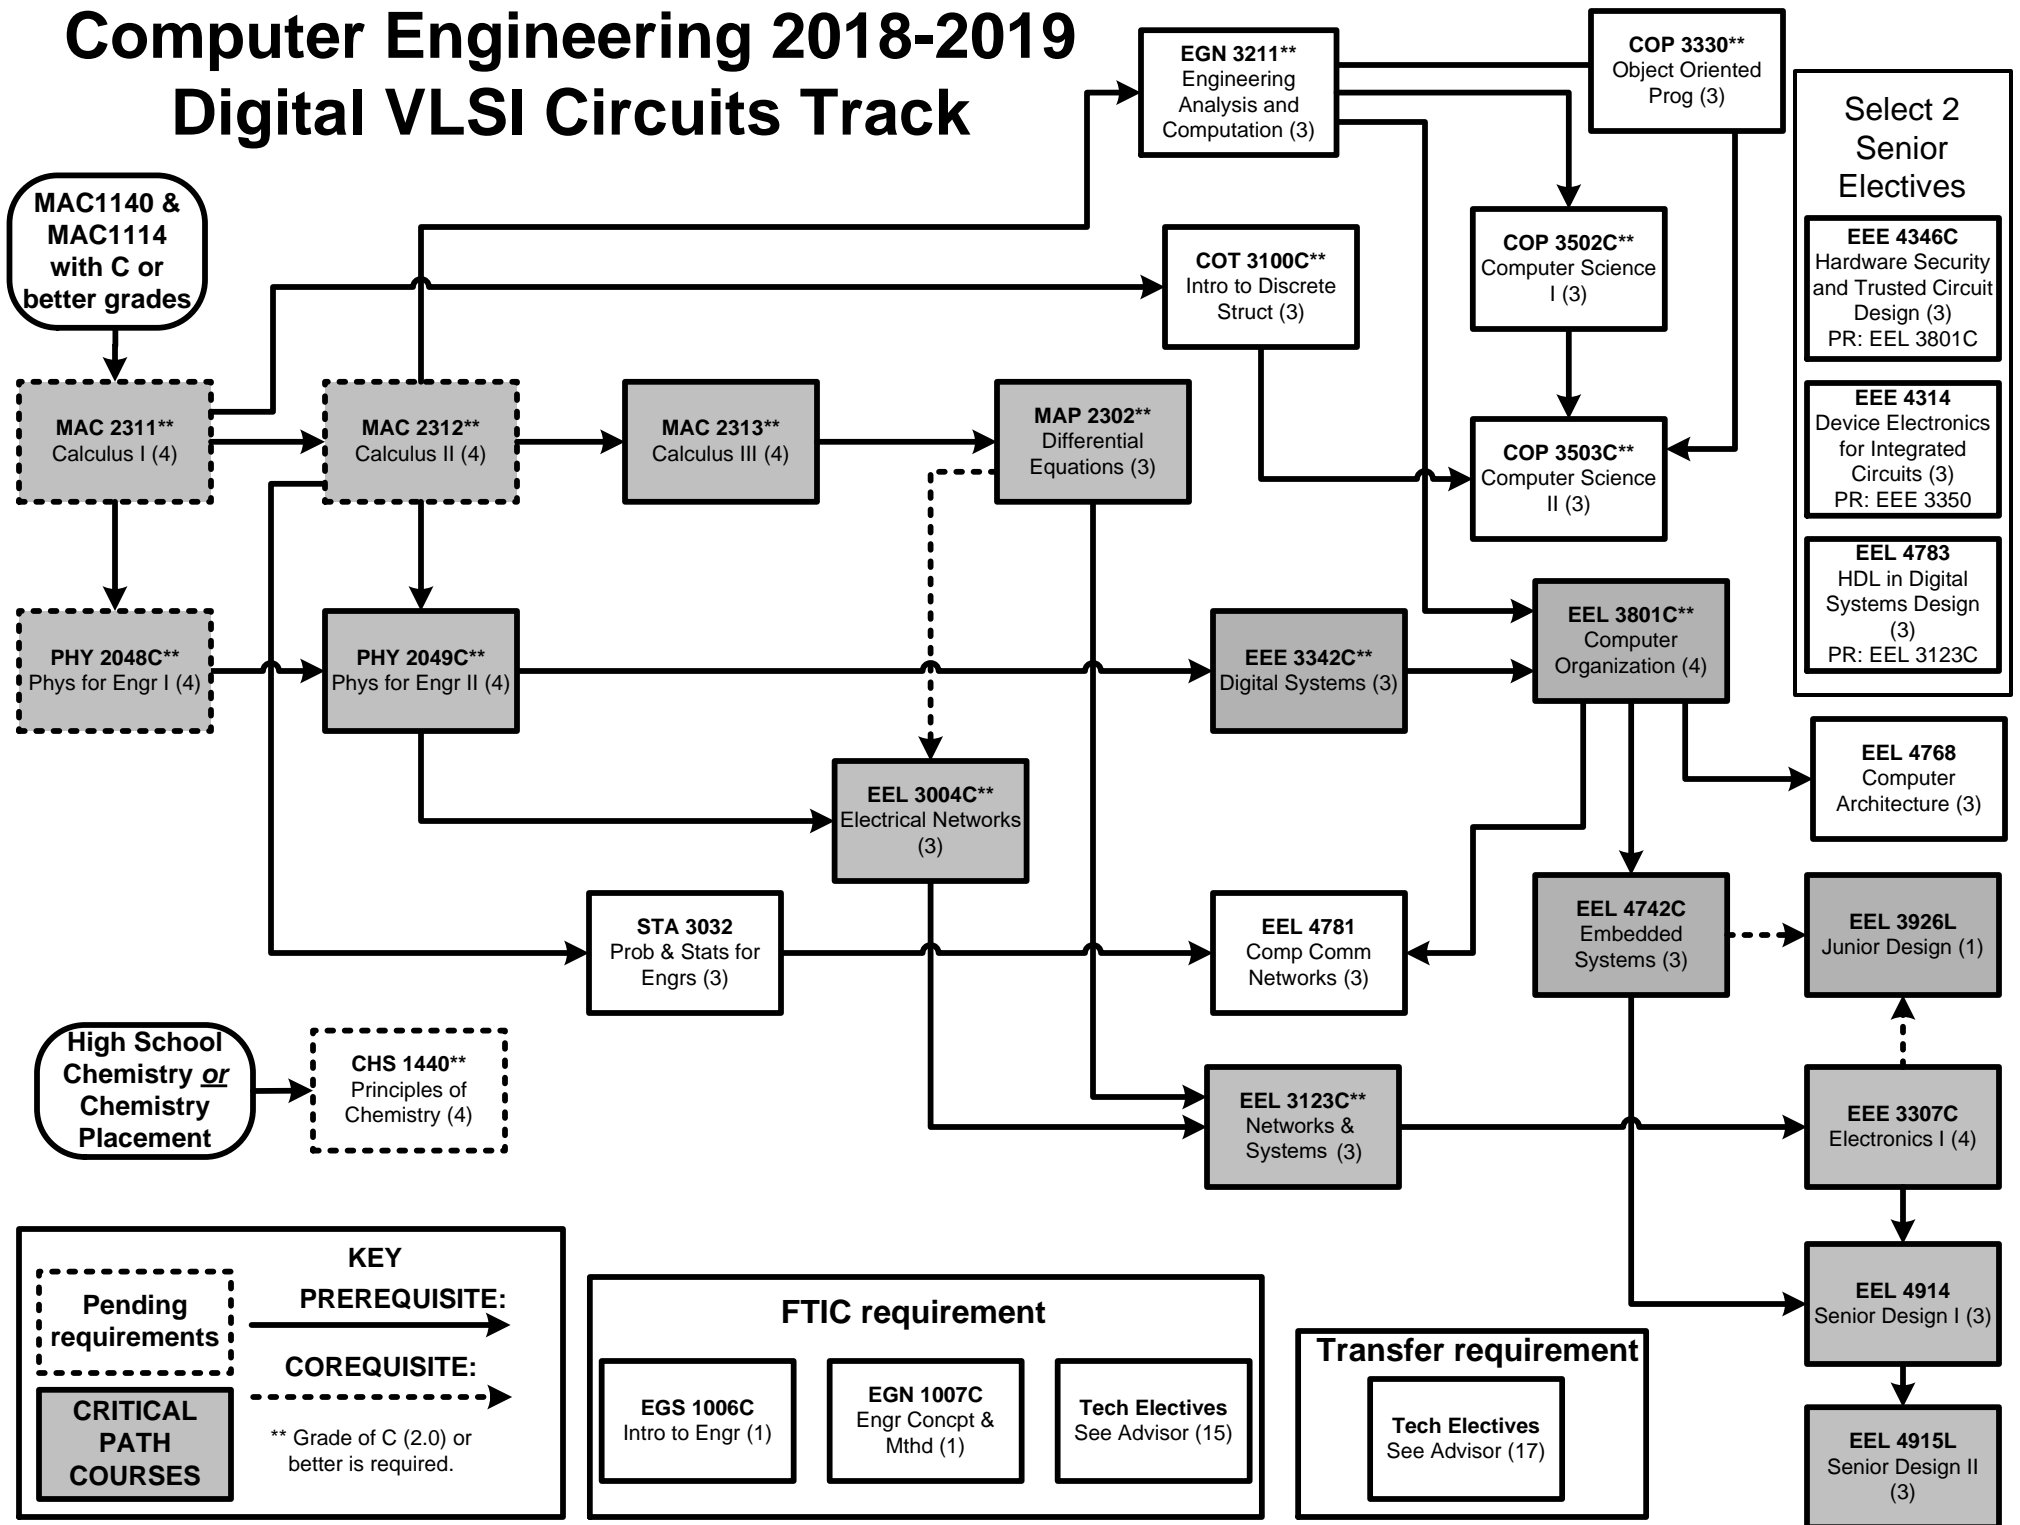 Computer Engineering 2018-2019
Digital VLSI Circuits Track
MAC1140 &
MAC1114
with C or
better grades
EGN 3211**
Engineering
Analysis and
Computation (3)
COP 3330**
Object Oriented
Prog (3)
COT 3100C**
Intro to Discrete
Struct (3)
COP 3502C**
Computer Science
I (3)
MAC 2311**
Calculus I (4)
MAC 2312**
Calculus II (4)
MAC 2313**
Calculus III (4)
MAP 2302**
Differential
Equations (3)
COP 3503C**
Computer Science
II (3)
PHY 2048C**
Phys for Engr I (4)
PHY 2049C**
Phys for Engr II (4)
EEE 3342C**
Digital Systems (3)
EEL 3801C**
Computer
Organization (4)
Select 2
Senior
Electives
EEE 4346C
Hardware Security
and Trusted Circuit
Design (3)
PR: EEL 3801C
EEE 4314
Device Electronics
for Integrated
Circuits (3)
PR: EEE 3350
EEL 4783
HDL in Digital
Systems Design
(3)
PR: EEL 3123C
EEL 4768
Computer
Architecture (3)
EEL 3004C**
Electrical Networks
(3)
STA 3032
Prob & Stats for
Engrs (3)
EEL 4781
Comp Comm
Networks (3)
EEL 4742C
Embedded
Systems (3)
EEL 3926L
Junior Design (1)
High School
Chemistry or
Chemistry
Placement
CHS 1440**
Principles of
Chemistry (4)
EEL 3123C**
Networks &
Systems (3)
EEE 3307C
Electronics I (4)
EEL 4914
Senior Design I (3)
EEL 4915L
Senior Design II
(3)
KEY
Pending
requirements
PREREQUISITE:
COREQUISITE:
CRITICAL
PATH
COURSES
** Grade of C (2.0) or
better is required.
FTIC requirement
EGS 1006C
Intro to Engr (1)
EGN 1007C
Engr Concpt &
Mthd (1)
Tech Electives
See Advisor (15)
Transfer requirement
Tech Electives
See Advisor (17)